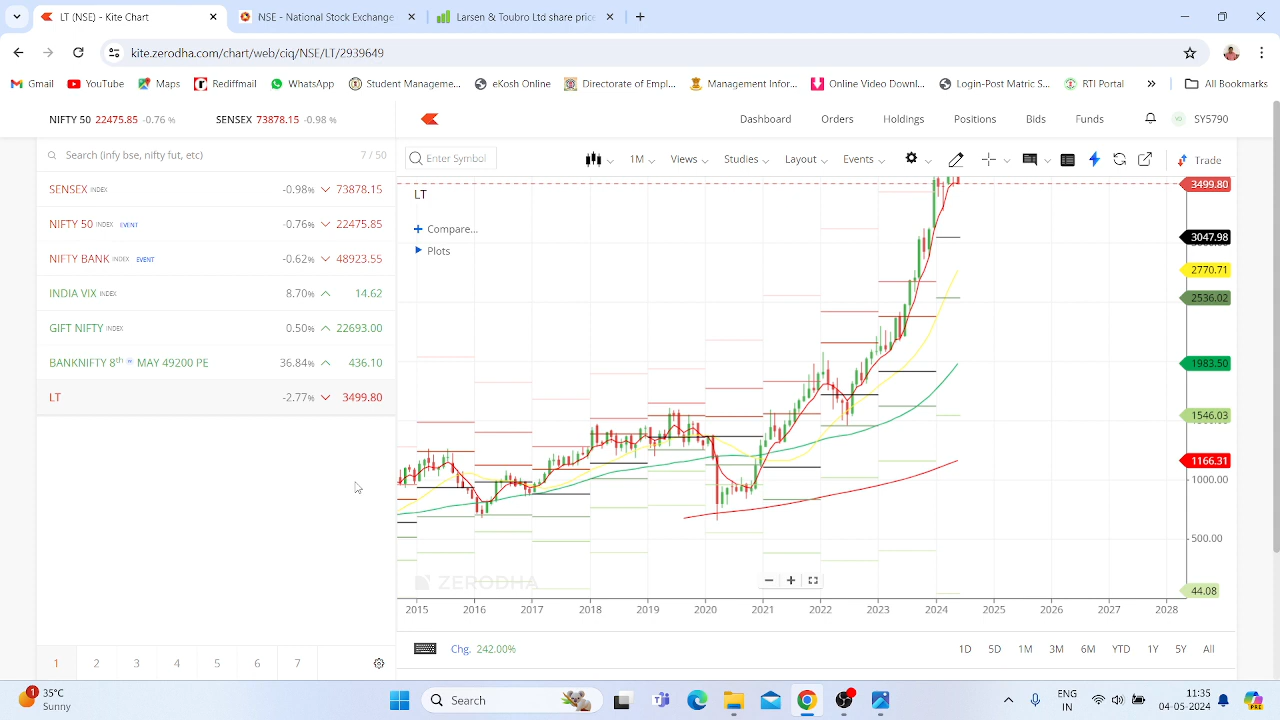 LT (NSE) - Kite Chart
NSE - National Stock Exchange
Larsen & Toubro Ltd share price
kite.zerodha.com/chart/web/ciq/NSE/LT/2939649
Gmail YouTube Maps Rediffmail WhatsApp Student Manageme... eKosh Online Directorate of Empl... Management Infor... Online Video Downl... Login-Post Matric S... RTI Portal All Bookmarks
NIFTY 50 22475.85 -0.76 % SENSEX 73878.15 -0.98 %
Dashboard Orders Holdings Positions Bids Funds SY5790
Search (Infy bse, nifty fut, etc) 7 / 50
Enter Symbol 1M Views Studies Layout Events Trade
SENSEX INDEX -0.98% 73878.15
NIFTY 50 INDEX EVENT -0.76% 22475.85
NIFTY BANK INDEX EVENT -0.62% 48923.55
INDIA VIX INDEX 8.70% 14.62
GIFT NIFTY INDEX 0.50% 22693.00
BANKNIFTY 8th w MAY 49200 PE 36.84% 436.10
LT -2.77% 3499.80
LT
Compare...
Plots
3499.80
3047.98
2770.71
2536.02
1983.50
1546.03
1166.31
1000.00
500.00
44.08
ZERODHA
2015 2016 2017 2018 2019 2020 2021 2022 2023 2024 2025 2026 2027 2028
Chg. 242.00%
1D 5D 1M 3M 6M YTD 1Y 5Y All
1 2 3 4 5 6 7
1
35°C
Sunny
Search
ENG
IN
11:35
04-05-2024